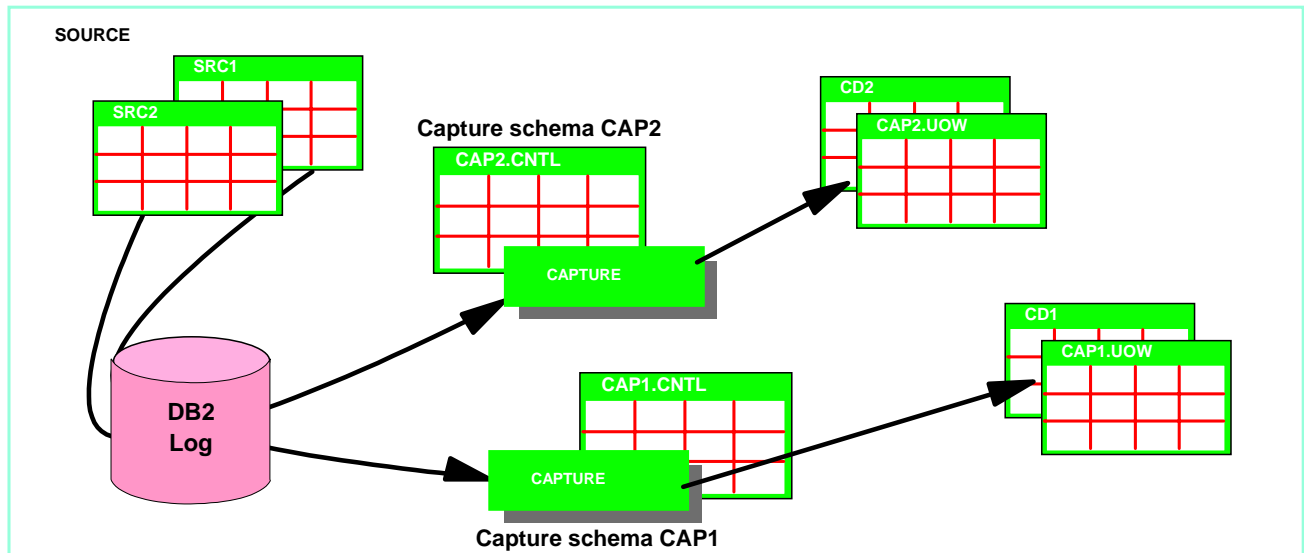 SOURCE
SRC1
SRC2
Capture schema CAP2
CAP2.CNTL
CAPTURE
CD2
CAP2.UOW
DB2
Log
CAP1.CNTL
CAPTURE
Capture schema CAP1
CD1
CAP1.UOW